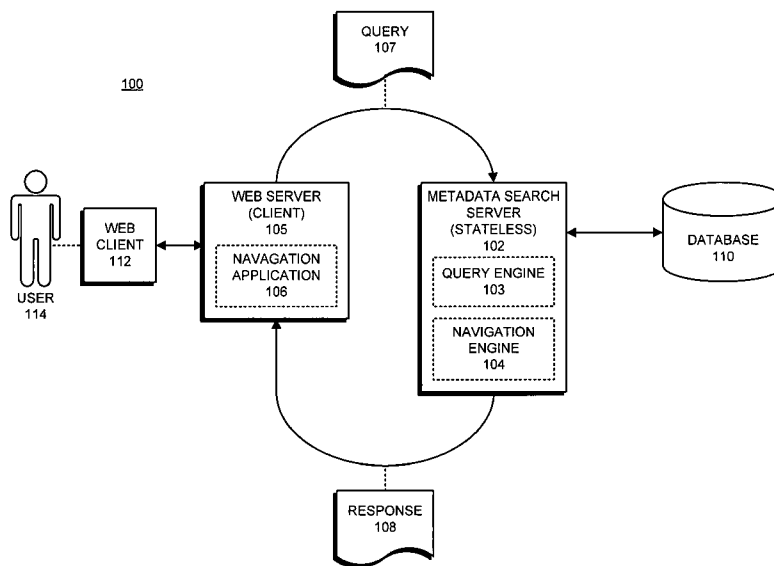 QUERY
107
100
WEB SERVER
(CLIENT)
105
NAVAGATION
APPLICATION
106
METADATA SEARCH
SERVER
(STATELESS)
102
QUERY ENGINE
103
NAVIGATION
ENGINE
104
WEB
CLIENT
112
DATABASE
110
USER
114
RESPONSE
108